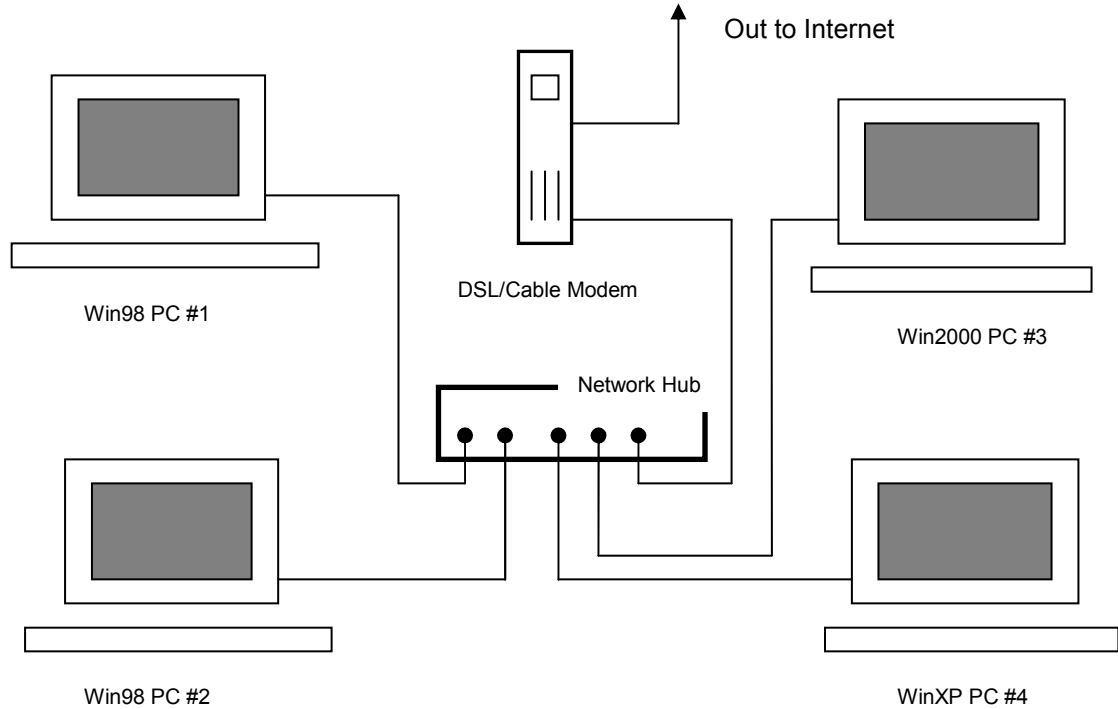 Out to Internet
Win98 PC #1
DSL/Cable Modem
Win2000 PC #3
Network Hub
Win98 PC #2
WinXP PC #4